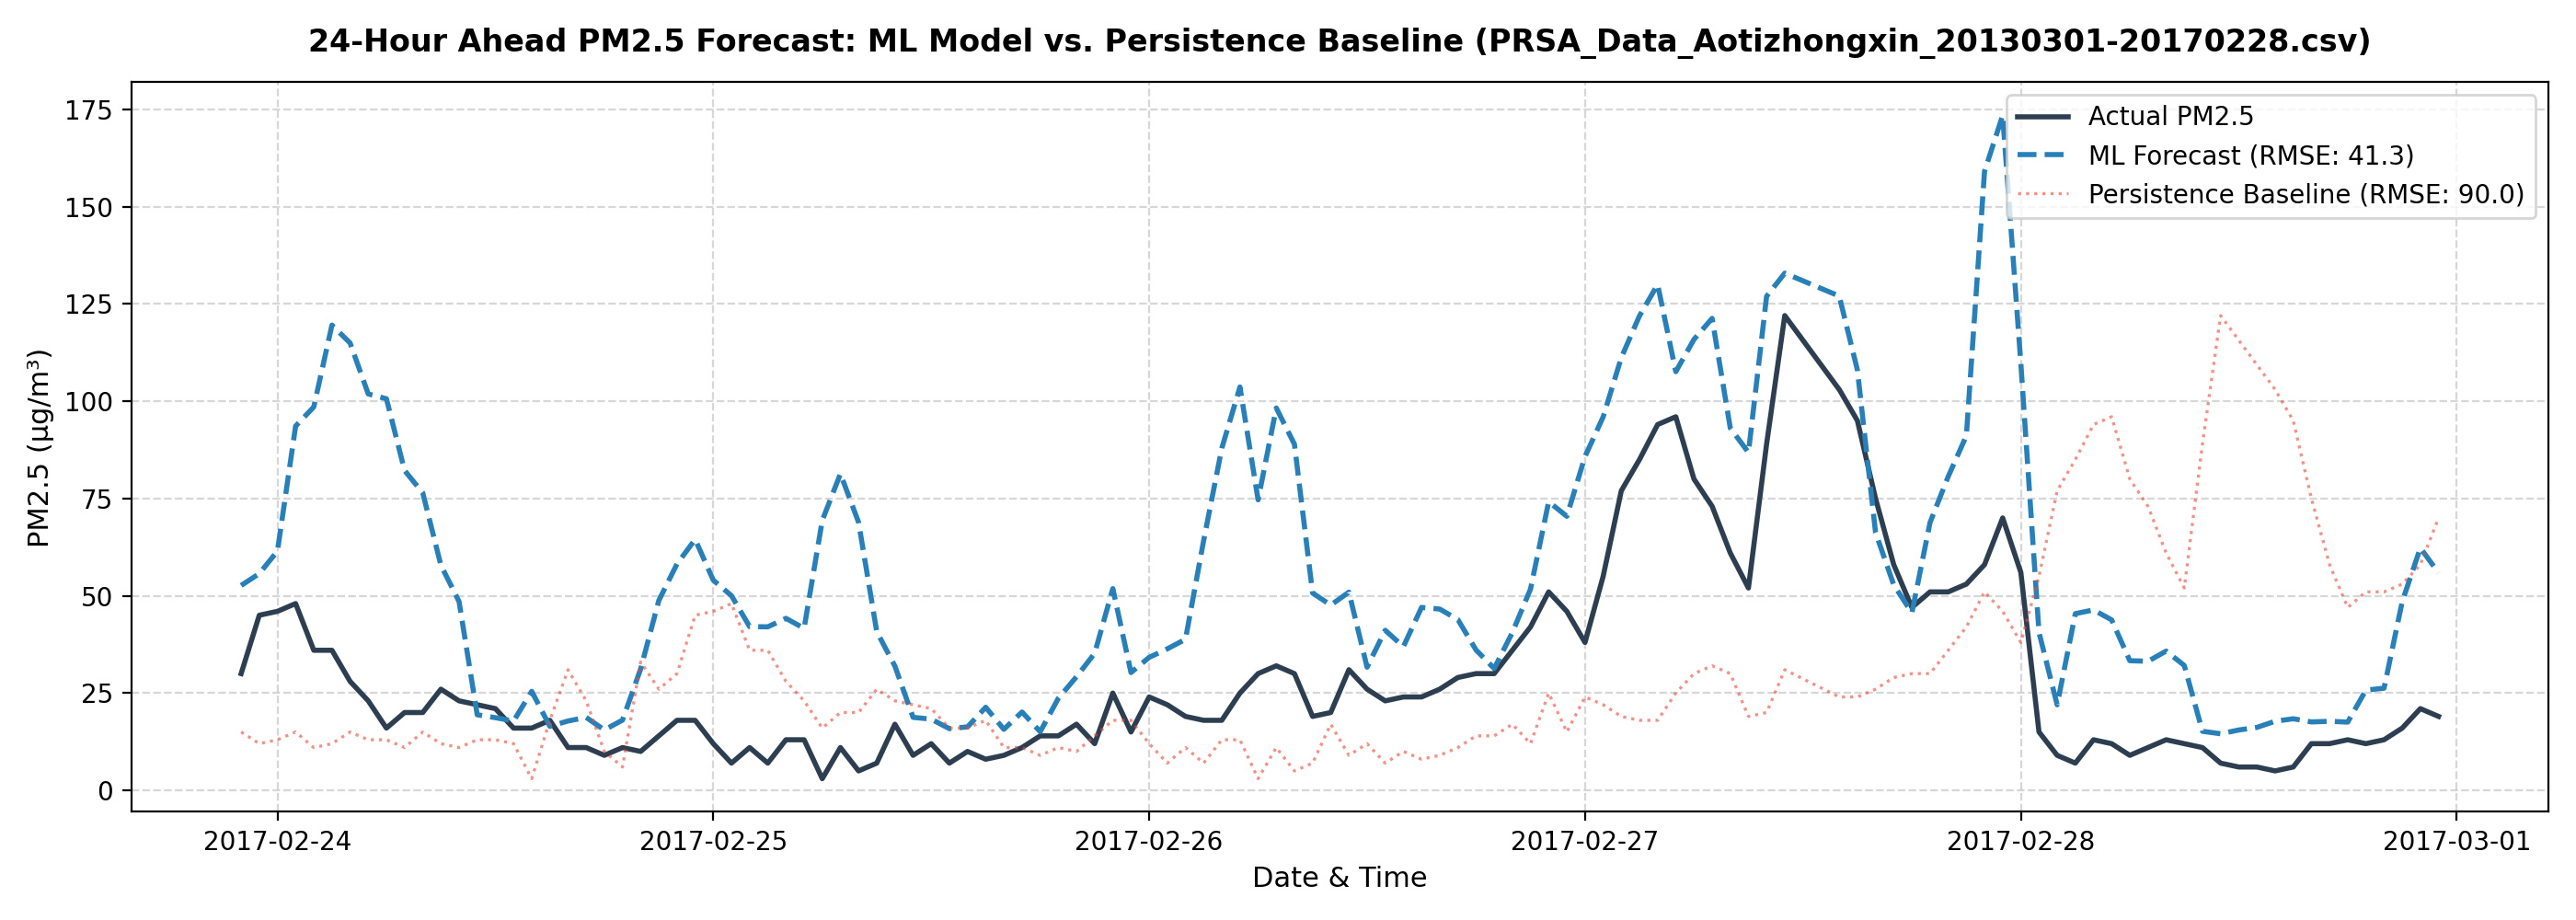 24-Hour Ahead PM2.5 Forecast: ML Model vs. Persistence Baseline (PRSA_Data_Aotizhongxin_20130301-20170228.csv)
Actual PM2.5
ML Forecast (RMSE: 41.3)
Persistence Baseline (RMSE: 90.0)
PM2.5 (µg/m³)
175
150
125
100
75
50
25
0
2017-02-24
2017-02-25
2017-02-26
2017-02-27
2017-02-28
2017-03-01
Date & Time